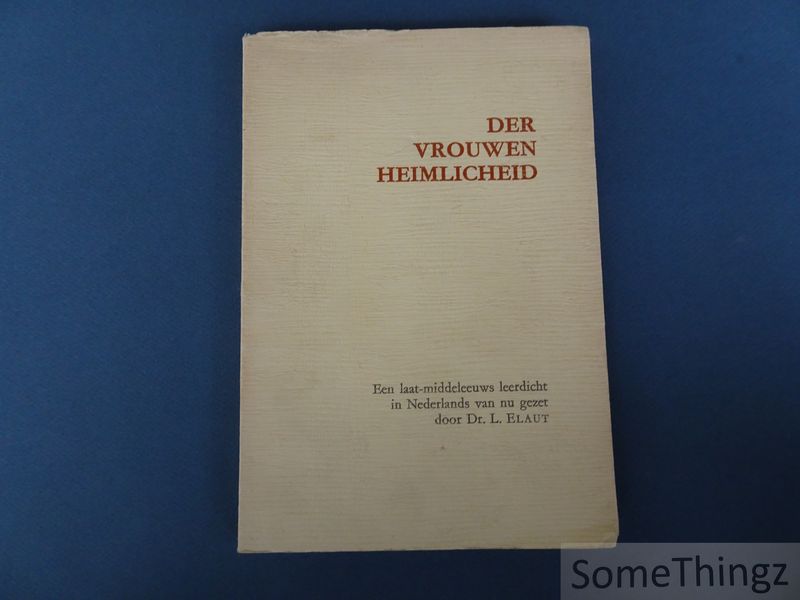 DER
VROUWEN
HEIMLICHEID
Een laat-middeleeuws leerdicht
in Nederlands van nu gezet
door Dr. L. ELAUT
SomeThingz